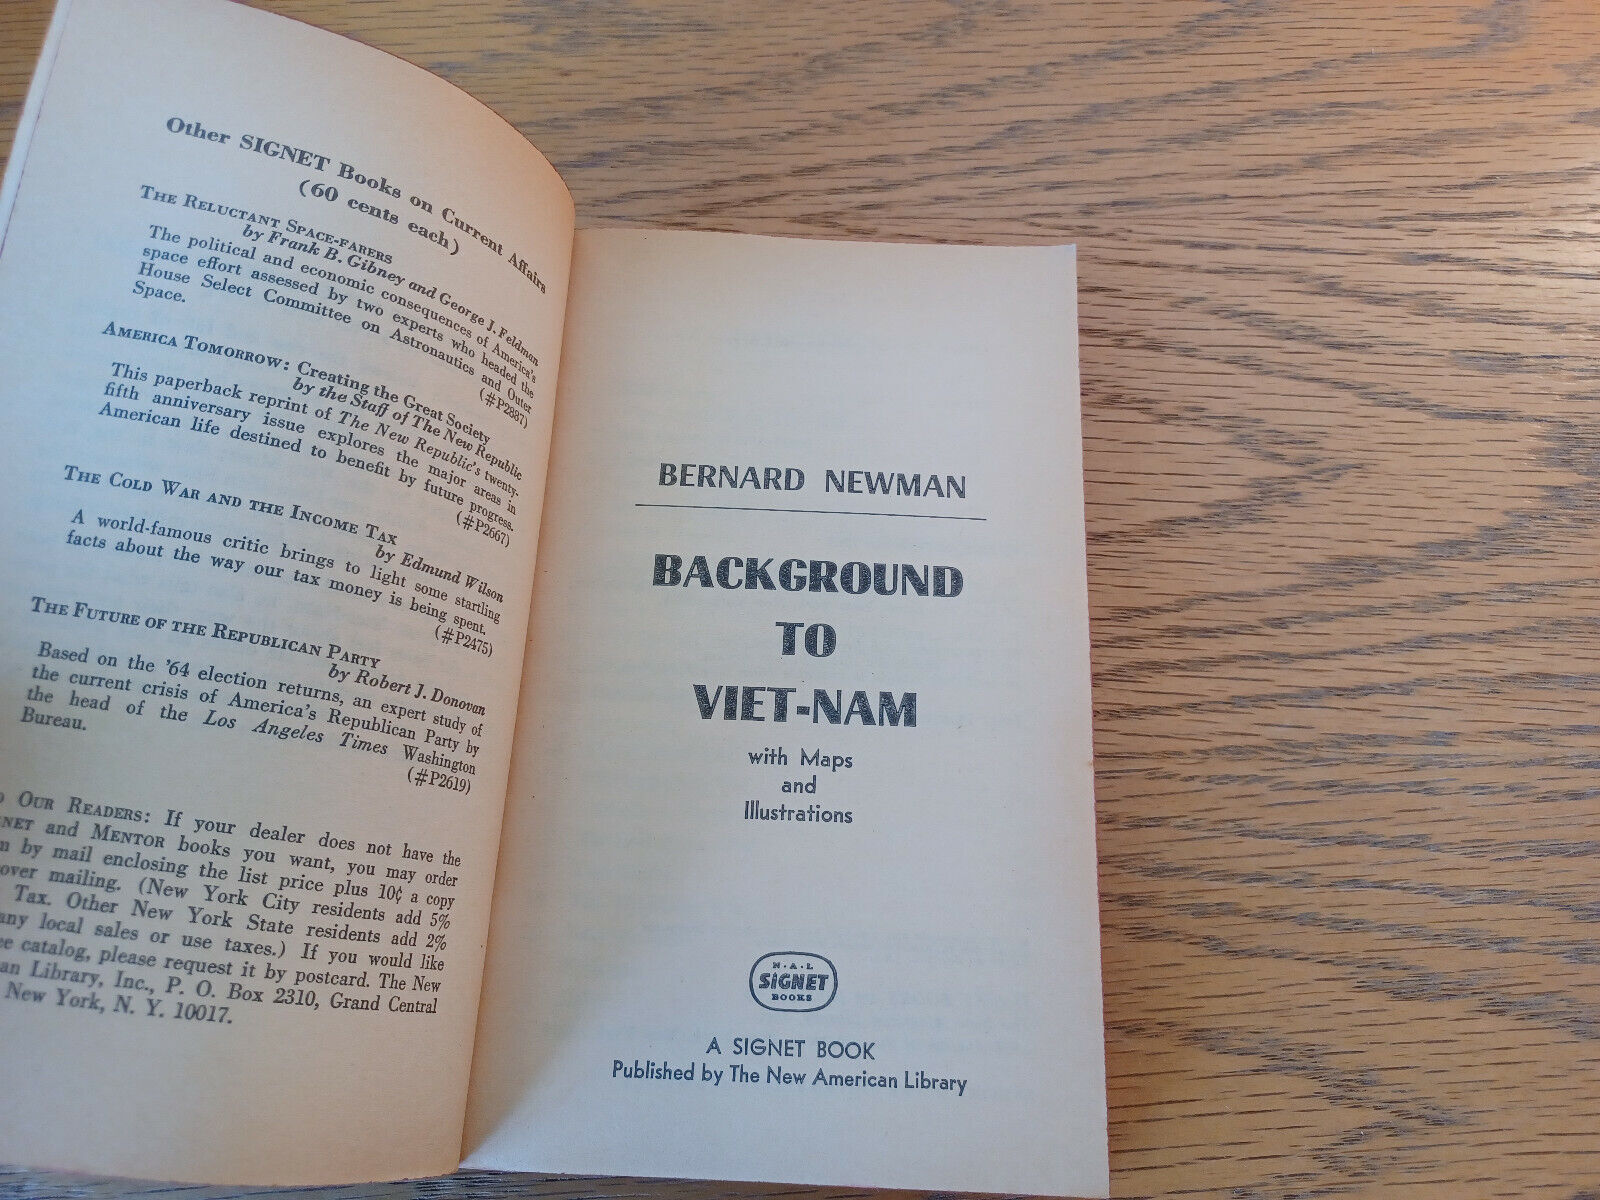 Other SIGNET Books on Current Affairs
(60 cents each)
THE RELUCTANT SPACE-FARERS
by Frank B. Gibney and George J. Feldman
The political and economic consequences of America's
space effort assessed by two experts who headed the
House Select Committee on Astronautics and Outer
Space. (#P2887)
AMERICA TOMORROW: Creating the Great Society
by the Staff of The New Republic
This paperback reprint of The New Republic's twenty-
fifth anniversary issue explores the major areas in
American life destined to benefit by future progress.
(#P2667)
THE COLD WAR AND THE INCOME TAX
by Edmund Wilson
A world-famous critic brings to light some startling
facts about the way our tax money is being spent.
(#P2475)
THE FUTURE OF THE REPUBLICAN PARTY
by Robert J. Donovan
Based on the '64 election returns, an expert study of
the current crisis of America's Republican Party by
the head of the Los Angeles Times Washington
Bureau. (#P2619)
OUR READERS: If your dealer does not have the
and MENTOR books you want, you may order
by mail enclosing the list price plus 10¢ a copy
mailing. (New York City residents add 5%
Tax. Other New York State residents add 2%
any local sales or use taxes.) If you would like
catalog, please request it by postcard. The New
Library, Inc., P. O. Box 2310, Grand Central
New York, N. Y. 10017.
BERNARD NEWMAN
BACKGROUND
TO
VIET-NAM
with Maps
and
Illustrations
N·A·L
SIGNET
BOOKS
A SIGNET BOOK
Published by The New American Library